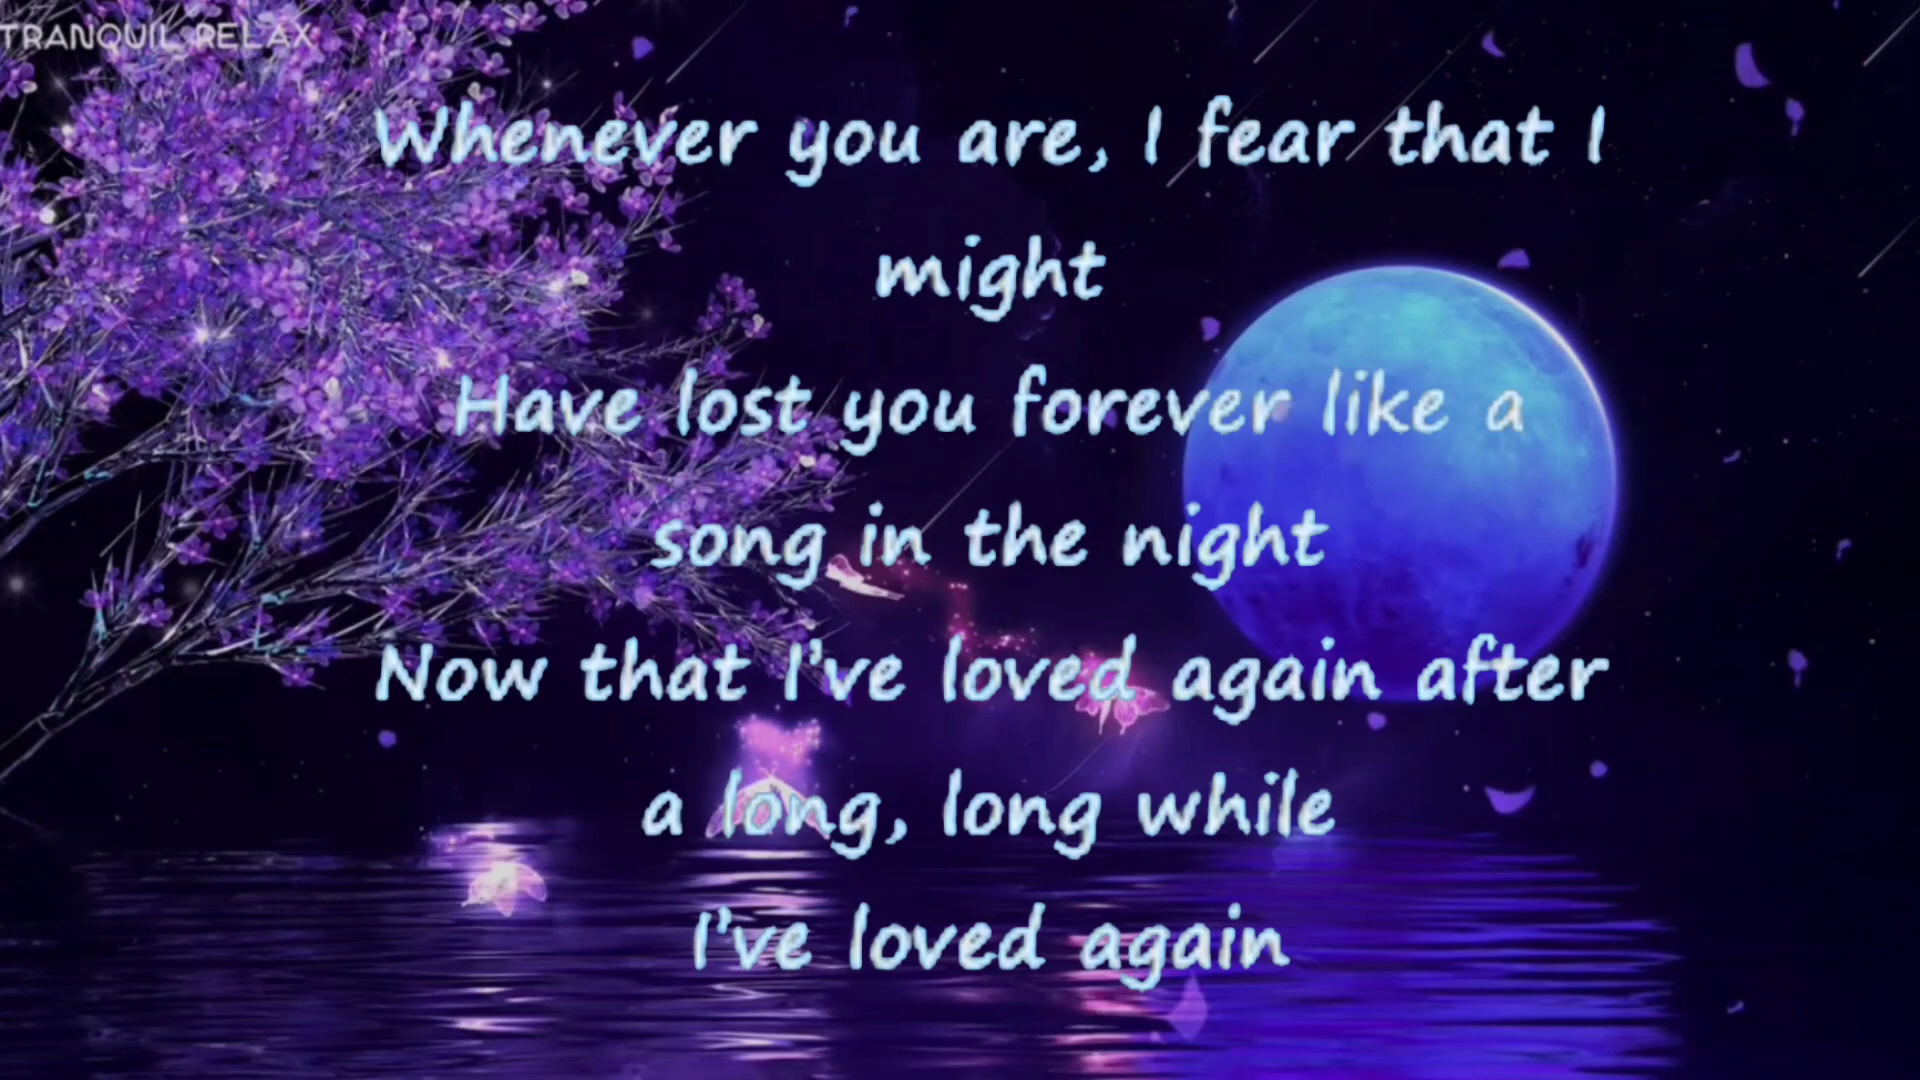 TRANQUIL RELAX
Whenever you are, I fear that I
might
Have lost you forever like a
song in the night
Now that I've loved again after
a long, long while
I've loved again